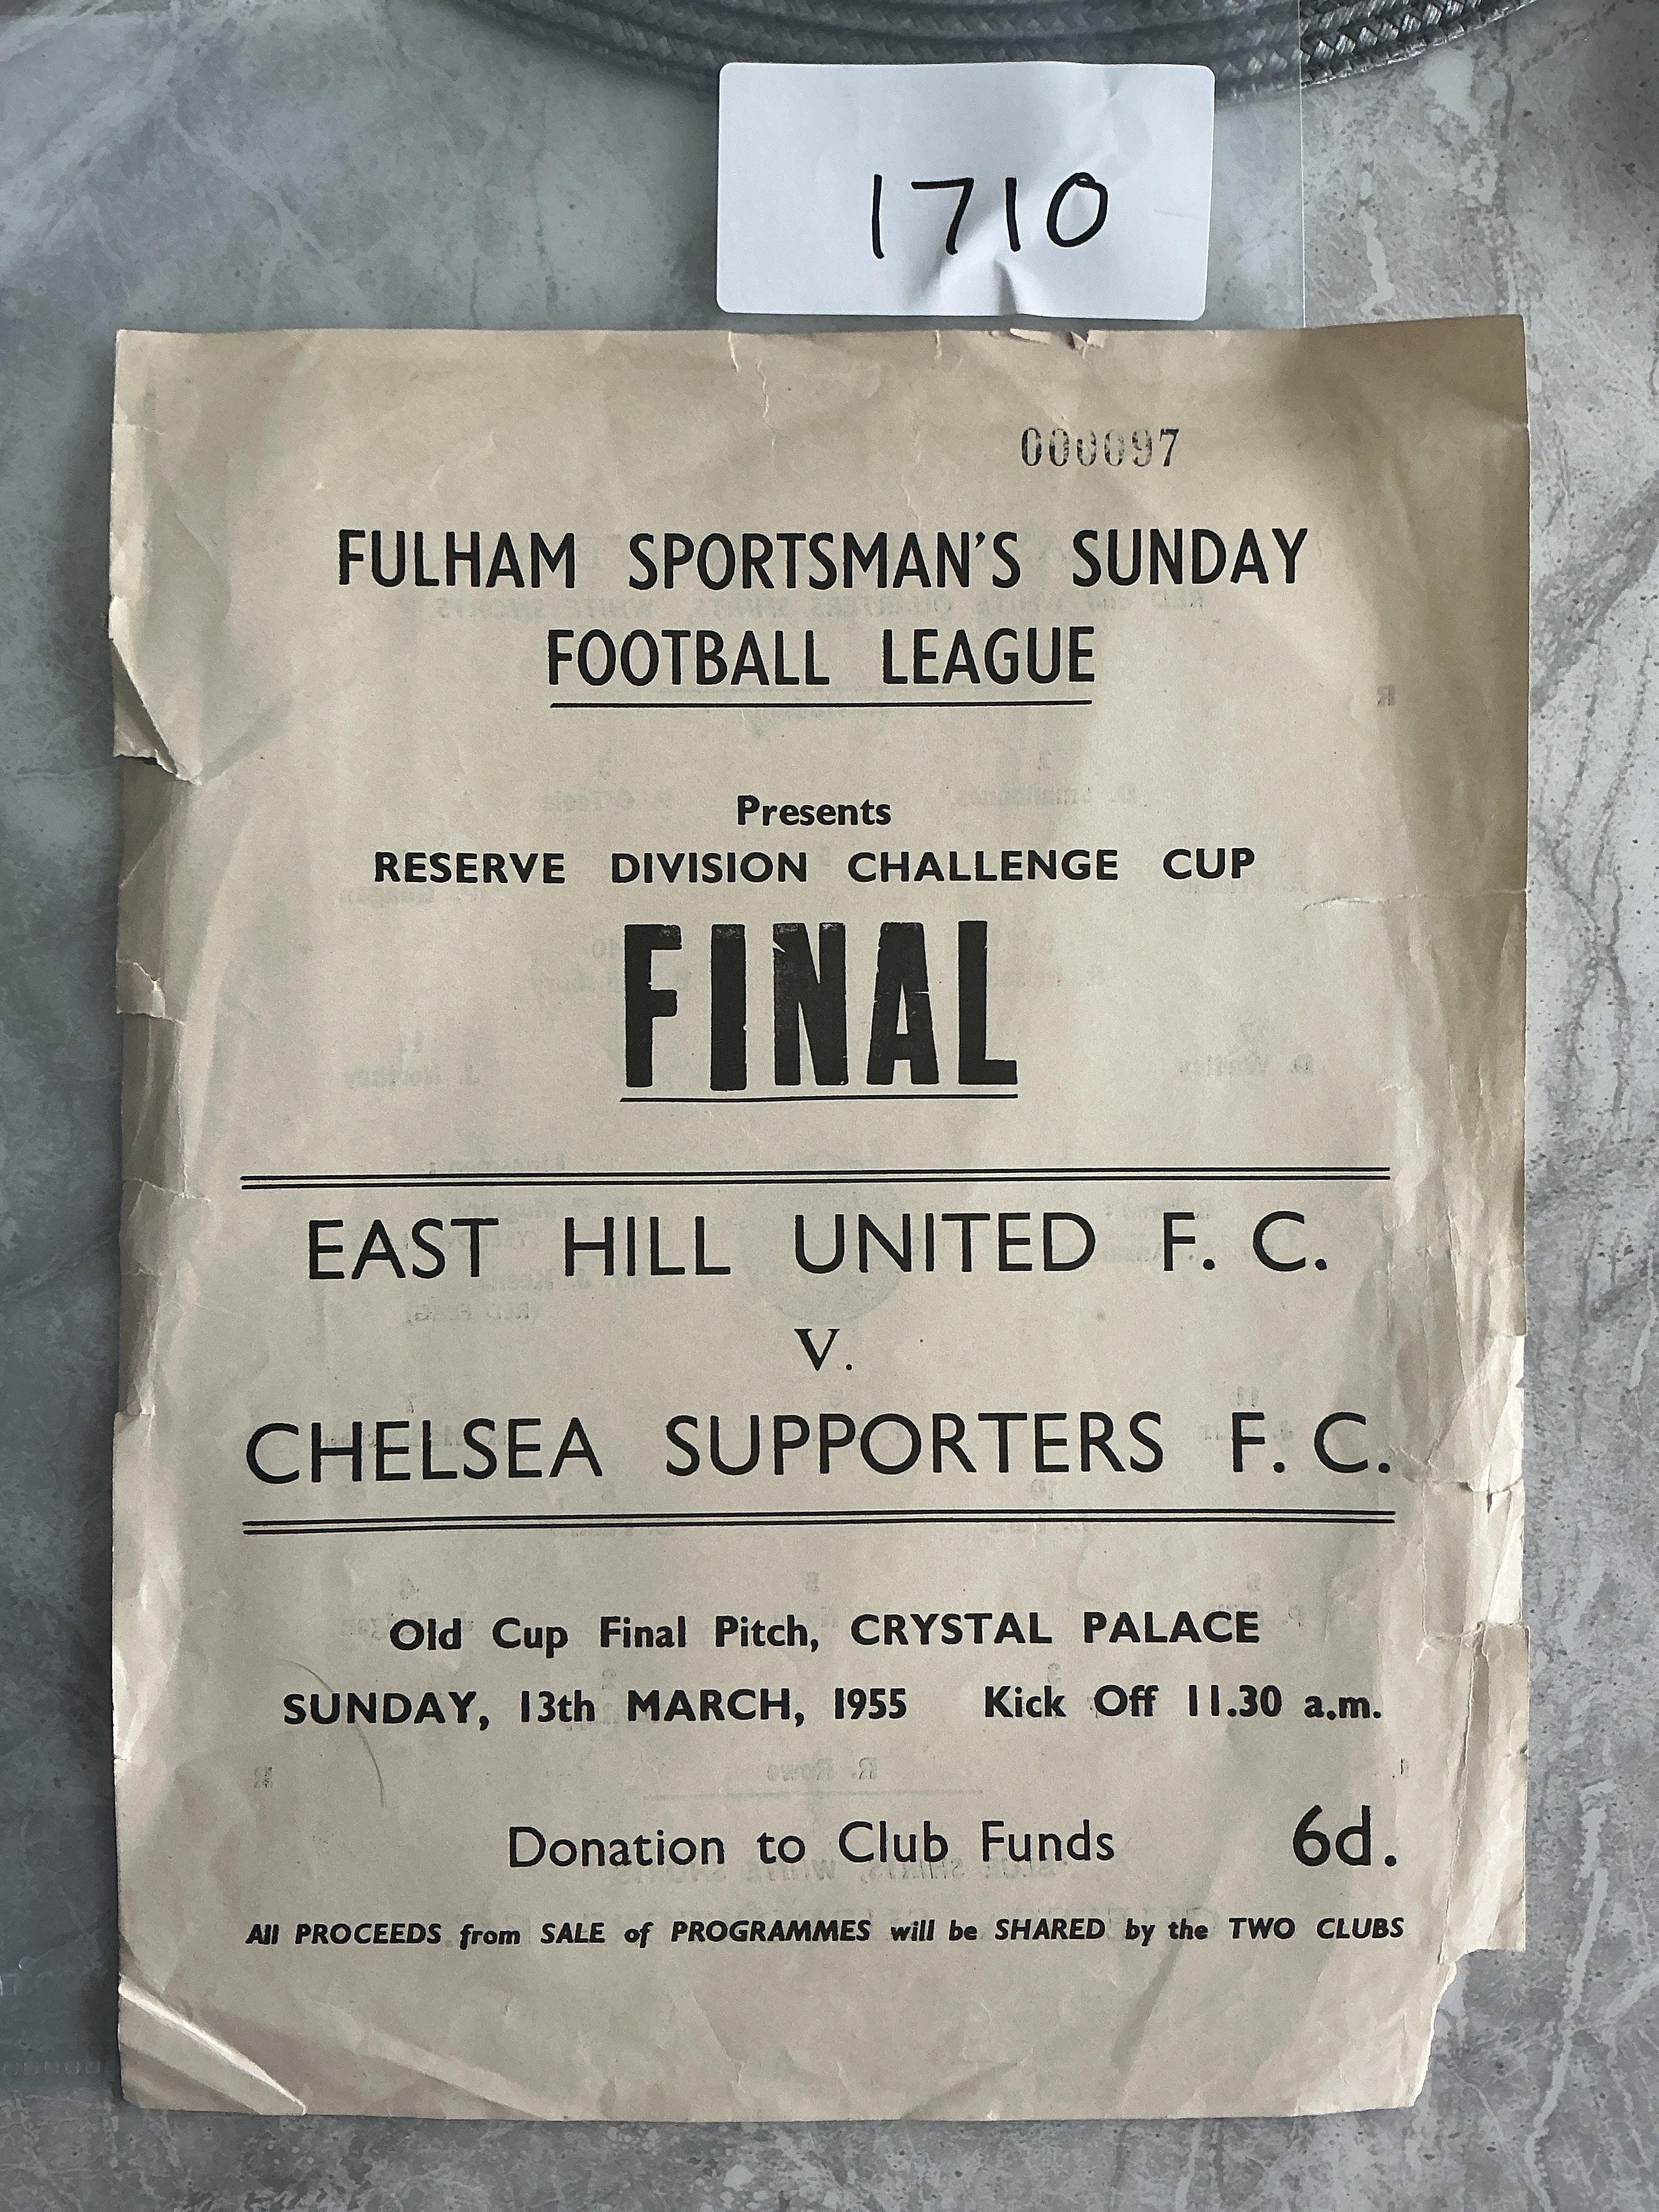 1710
000097
FULHAM SPORTSMAN'S SUNDAY
FOOTBALL LEAGUE
Presents
RESERVE DIVISION CHALLENGE CUP
FINAL
EAST HILL UNITED F. C.
V.
CHELSEA SUPPORTERS F. C.
Old Cup Final Pitch, CRYSTAL PALACE
SUNDAY, 13th MARCH, 1955 Kick Off 11.30 a.m.
Donation to Club Funds 6d.
All PROCEEDS from SALE of PROGRAMMES will be SHARED by the TWO CLUBS